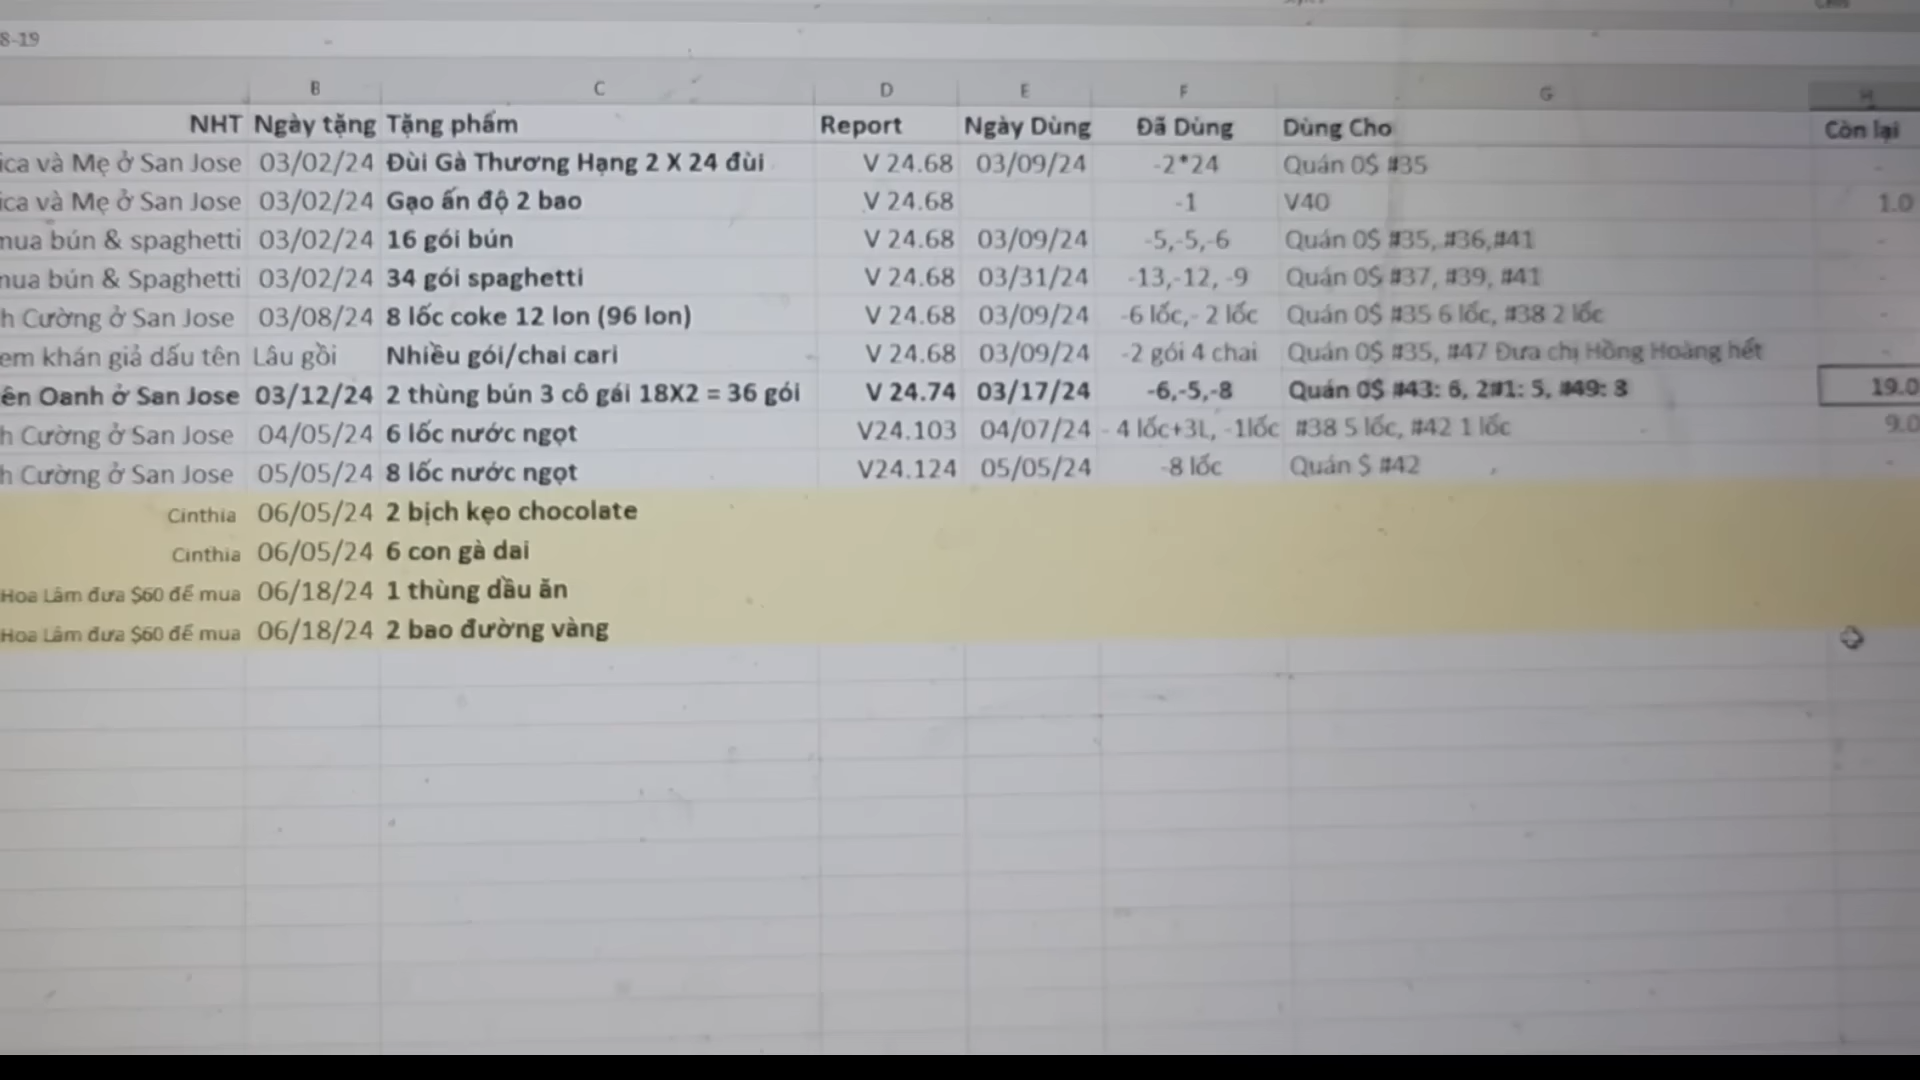 8-19
B C D E F G H
NHT Ngày tặng Tặng phẩm Report Ngày Dùng Đã Dùng Dùng Cho Còn lại
ica và Mẹ ở San Jose 03/02/24 Đùi Gà Thương Hạng 2 X 24 đùi V 24.68 03/09/24 -2*24 Quán 0$ #35 -
ica và Mẹ ở San Jose 03/02/24 Gạo ấn độ 2 bao V 24.68 -1 V40 1.0
mua bún & spaghetti 03/02/24 16 gói bún V 24.68 03/09/24 -5,-5,-6 Quán 0$ #35, #36,#41 -
mua bún & Spaghetti 03/02/24 34 gói spaghetti V 24.68 03/31/24 -13,-12, -9 Quán 0$ #37, #39, #41 -
h Cường ở San Jose 03/08/24 8 lốc coke 12 lon (96 lon) V 24.68 03/09/24 -6 lốc,- 2 lốc Quán 0$ #35 6 lốc, #38 2 lốc -
em khán giả dấu tên Lâu gồi Nhiều gói/chai cari V 24.68 03/09/24 -2 gói 4 chai Quán 0$ #35, #47 Đưa chị Hồng Hoàng hết -
ên Oanh ở San Jose 03/12/24 2 thùng bún 3 cô gái 18X2 = 36 gói V 24.74 03/17/24 -6,-5,-8 Quán 0$ #43: 6, 2#1: 5, #49: 8 19.0
h Cường ở San Jose 04/05/24 6 lốc nước ngọt V24.103 04/07/24 - 4 lốc+3L, -1lốc #38 5 lốc, #42 1 lốc 9.0
h Cường ở San Jose 05/05/24 8 lốc nước ngọt V24.124 05/05/24 -8 lốc Quán $ #42 -
Cinthia 06/05/24 2 bịch kẹo chocolate
Cinthia 06/05/24 6 con gà dai
Hoa Lâm đưa $60 để mua 06/18/24 1 thùng dầu ăn
Hoa Lâm đưa $60 để mua 06/18/24 2 bao đường vàng